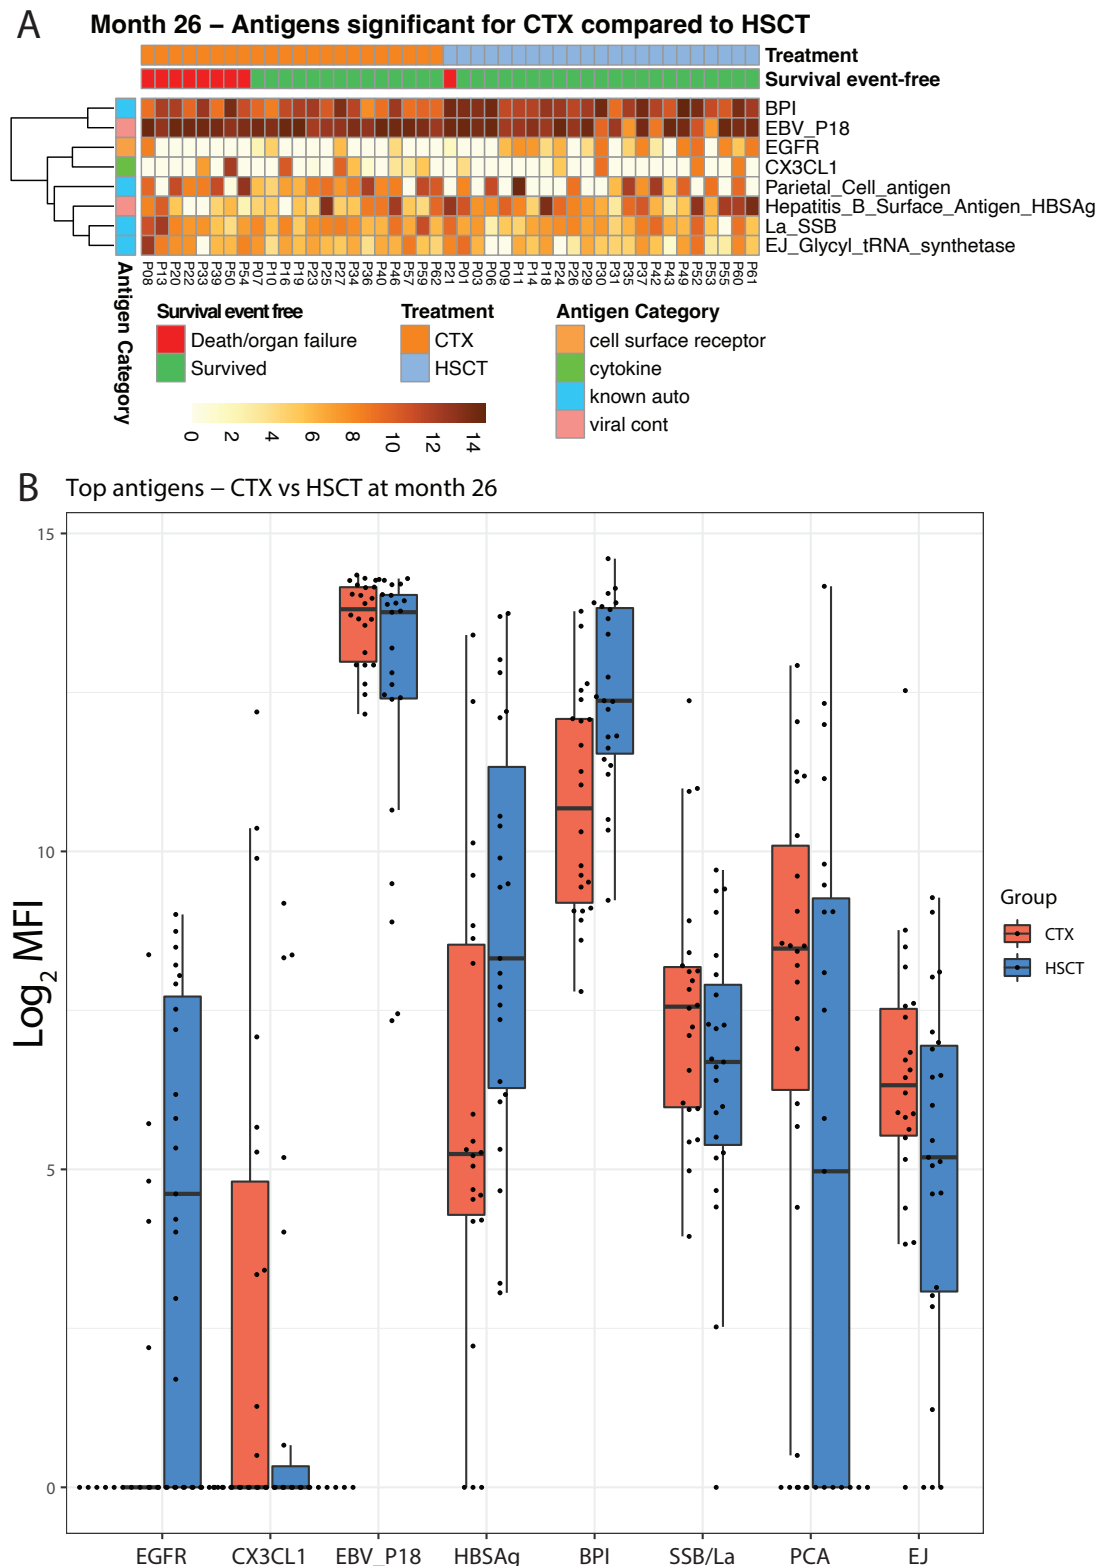 A
Month 26 – Antigens significant for CTX compared to HSCT
Treatment
Survival event-free
BPI
EBV_P18
EGFR
CX3CL1
Parietal_Cell_antigen
Hepatitis_B_Surface_Antigen_HBSAg
La_SSB
EJ_Glycyl_tRNA_synthetase
P08 P13 P20 P22 P33 P39 P50 P54 P07 P10 P16 P19 P23 P25 P27 P34 P36 P40 P46 P57 P59 P62 P21 P01 P03 P06 P09 P11 P14 P18 P24 P26 P29 P30 P31 P35 P37 P42 P43 P49 P52 P53 P55 P60 P61
Antigen Category
Survival event free
Death/organ failure
Survived
Treatment
CTX
HSCT
Antigen Category
cell surface receptor
cytokine
known auto
viral cont
0 2 4 6 8 10 12 14
B
Top antigens – CTX vs HSCT at month 26
Log2 MFI
15
10
5
0
EGFR CX3CL1 EBV_P18 HBSAg BPI SSB/La PCA EJ
Group
CTX
HSCT